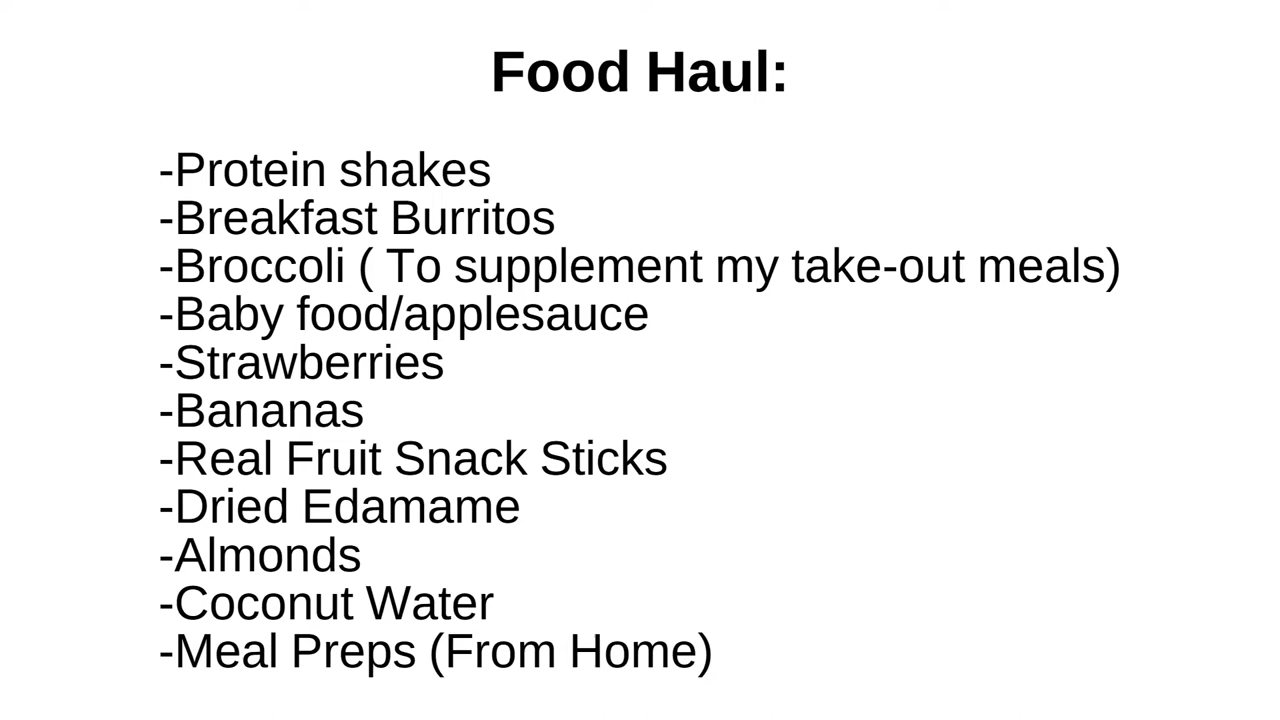 Food Haul:
-Protein shakes
-Breakfast Burritos
-Broccoli ( To supplement my take-out meals)
-Baby food/applesauce
-Strawberries
-Bananas
-Real Fruit Snack Sticks
-Dried Edamame
-Almonds
-Coconut Water
-Meal Preps (From Home)